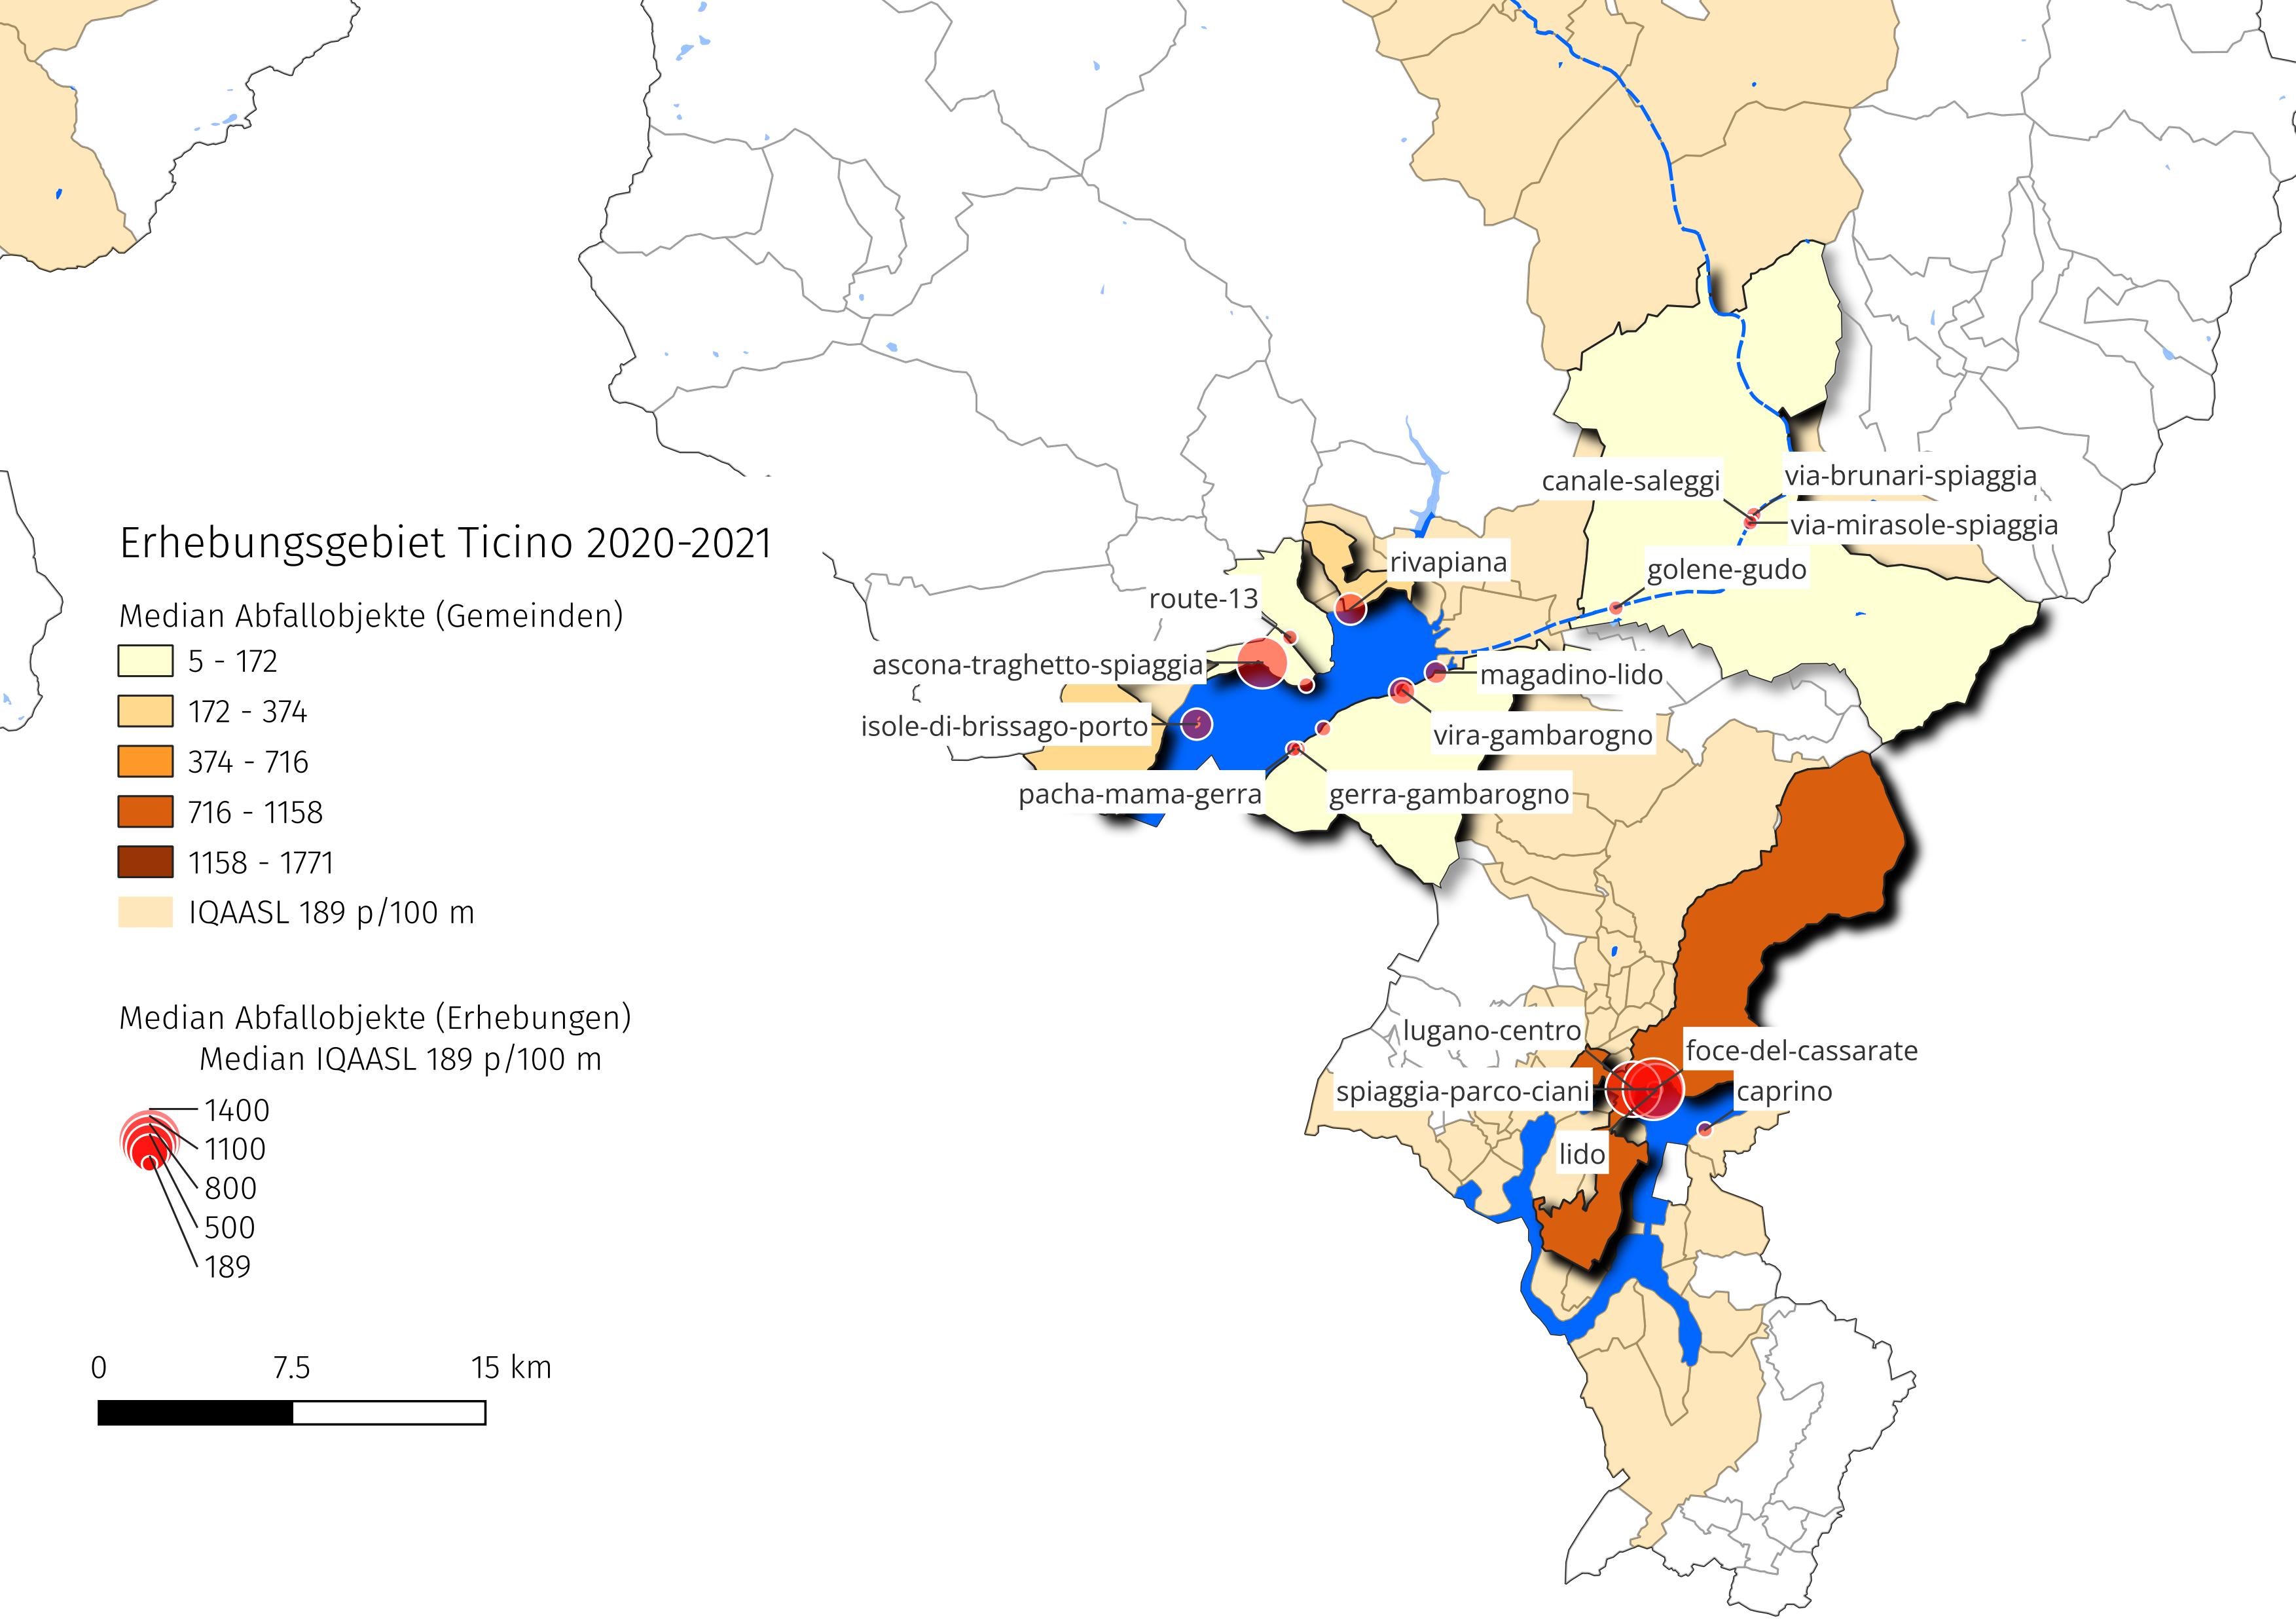 Erhebungsgebiet Ticino 2020-2021
Median Abfallobjekte (Gemeinden)
5 - 172
172 - 374
374 - 716
716 - 1158
1158 - 1771
IQAASL 189 p/100 m
Median Abfallobjekte (Erhebungen)
Median IQAASL 189 p/100 m
1400
1100
800
500
189
0 7.5 15 km
canale-saleggi
via-brunari-spiaggia
via-mirasole-spiaggia
golene-gudo
rivapiana
route-13
ascona-traghetto-spiaggia
magadino-lido
isole-di-brissago-porto
vira-gambarogno
pacha-mama-gerra
gerra-gambarogno
lugano-centro
foce-del-cassarate
spiaggia-parco-ciani
caprino
lido